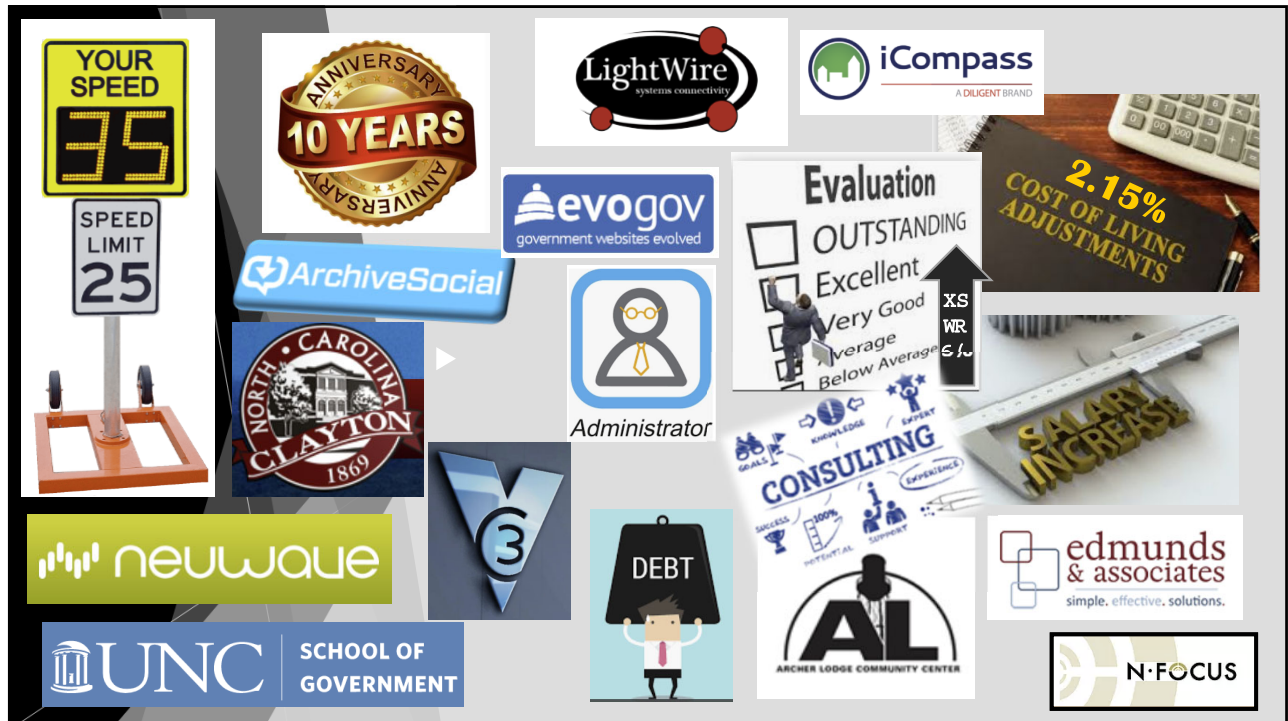 YOUR
SPEED
35
SPEED
LIMIT
25
ANNIVERSARY
10 YEARS
ANNIVERSARY
LightWire
systems connectivity
iCompass
A DILIGENT BRAND
evogov
government websites evolved
ArchiveSocial
Evaluation
OUTSTANDING
Excellent
Very Good
Average
Below Average
XS
WR
2.15%
COST OF LIVING
ADJUSTMENTS
NORTH • CAROLINA
CLAYTON
1869
Administrator
GOALS
KNOWLEDGE
EXPERT
CONSULTING
EXPERIENCE
SUCCESS
100%
POTENTIAL
SUPPORT
SALARY
INCREASE
neuwave
V
C3
DEBT
AL
ARCHER LODGE COMMUNITY CENTER
edmunds
& associates
simple. effective. solutions.
UNC
SCHOOL OF
GOVERNMENT
N•FOCUS